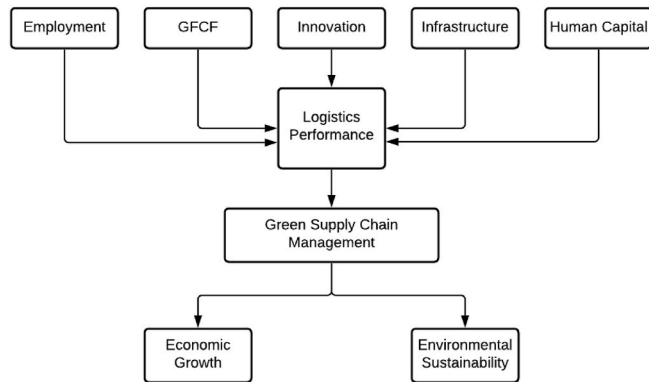 Employment
GFCF
Innovation
Infrastructure
Human Capital
Logistics
Performance
Green Supply Chain
Management
Economic
Growth
Environmental
Sustainability